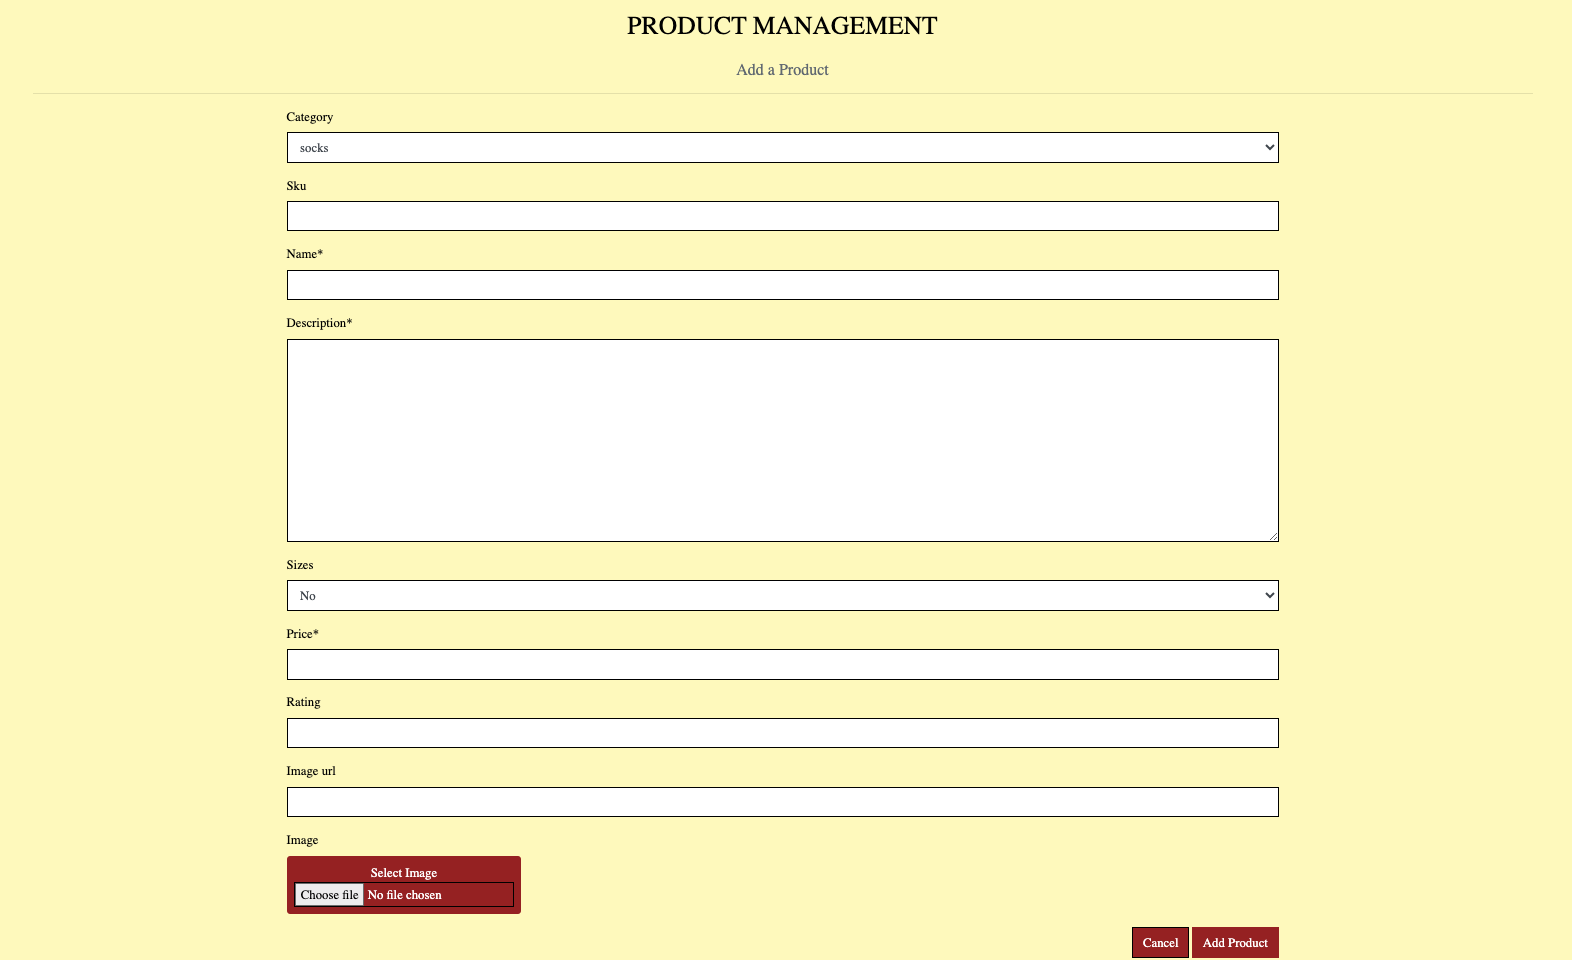 PRODUCT MANAGEMENT
Add a Product
Category
socks
Sku
Name*
Description*
Sizes
No
Price*
Rating
Image url
Image
Select Image
Choose file No file chosen
Cancel Add Product